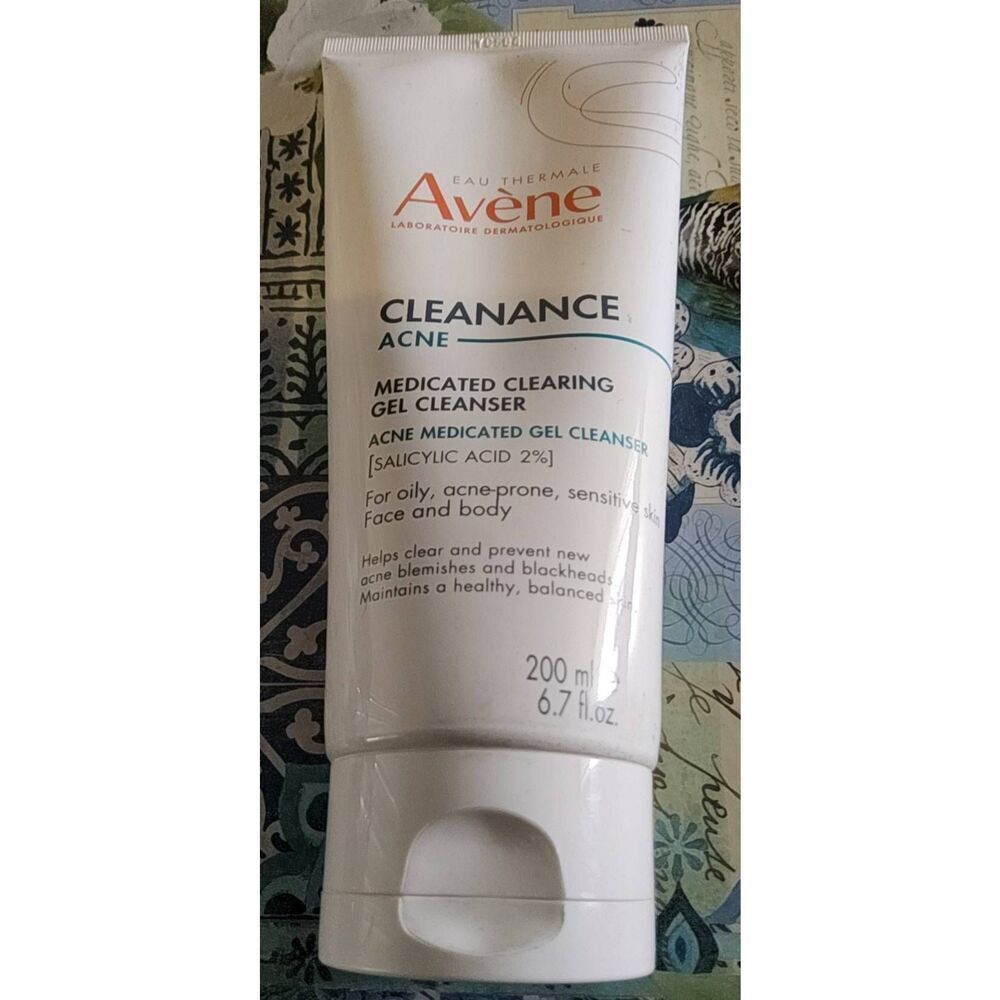 EAU THERMALE
Avène
LABORATOIRE DERMATOLOGIQUE
CLEANANCE
ACNE
MEDICATED CLEARING
GEL CLEANSER
ACNE MEDICATED GEL CLEANSER
[SALICYLIC ACID 2%]
For oily, acne-prone, sensitive skin
Face and body
Helps clear and prevent new
acne blemishes and blackheads
Maintains a healthy, balanced skin.
200 ml e
6.7 fl.oz.